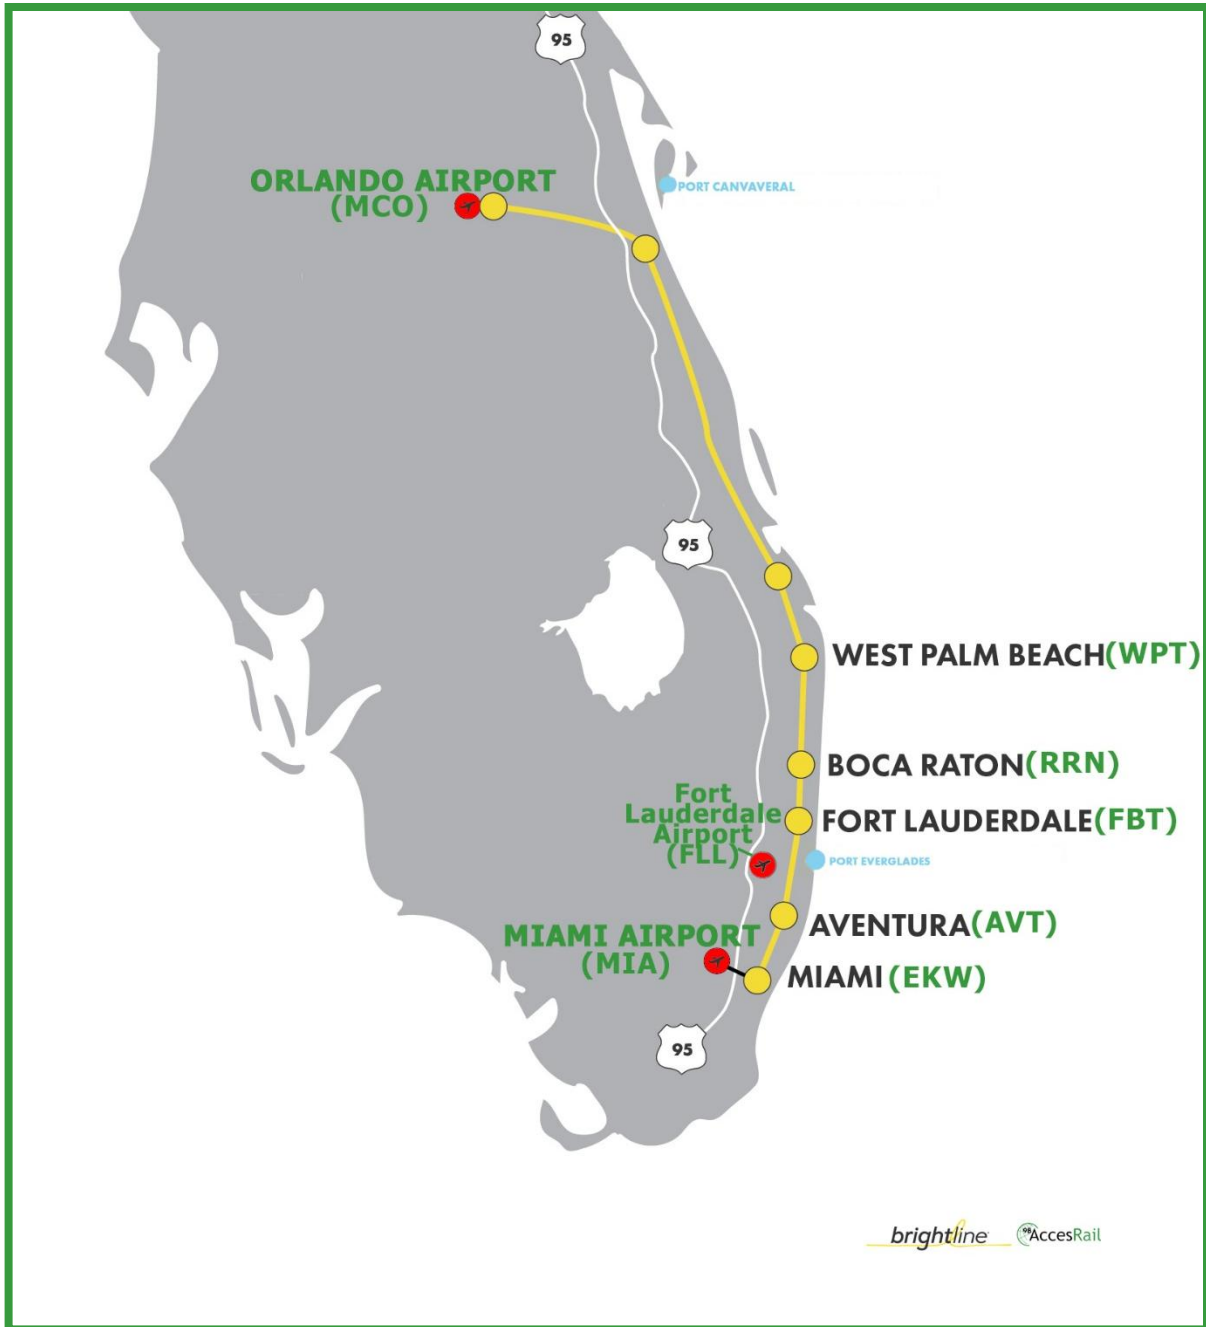 95
ORLANDO AIRPORT
(MCO)
PORT CANVAVERAL
95
WEST PALM BEACH(WPT)
BOCA RATON(RRN)
Fort
Lauderdale
Airport
(FLL)
FORT LAUDERDALE(FBT)
PORT EVERGLADES
AVENTURA(AVT)
MIAMI AIRPORT
(MIA)
MIAMI(EKW)
95
brightline
98AccesRail